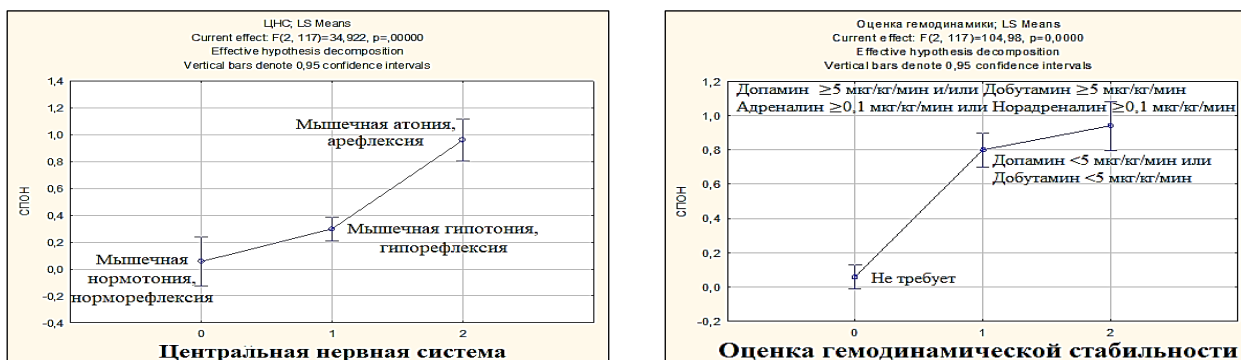 ЦНС; LS Means
Current effect: F(2, 117)=34,922, p=,00000
Effective hypothesis decomposition
Vertical bars denote 0,95 confidence intervals
1,4
1,2
1,0
0,8
0,6
0,4
0,2
0,0
-0,2
-0,4
СПОН
Мышечная атония,
арефлексия
Мышечная гипотония,
гипорефлексия
Мышечная
нормотония,
норморефлексия
0
1
2
Центральная нервная система
Оценка гемодинамики; LS Means
Current effect: F(2, 117)=104,98, p=0,0000
Effective hypothesis decomposition
Vertical bars denote 0,95 confidence intervals
1,2
1,0
0,8
0,6
0,4
0,2
0,0
-0,2
СПОН
Допамин ≥5 мкг/кг/мин и/или Добутамин ≥5 мкг/кг/мин
Адреналин ≥0,1 мкг/кг/мин или Норадреналин ≥0,1 мкг/кг/мин
Допамин <5 мкг/кг/мин или
Добутамин <5 мкг/кг/мин
Не требует
0
1
2
Оценка гемодинамической стабильности